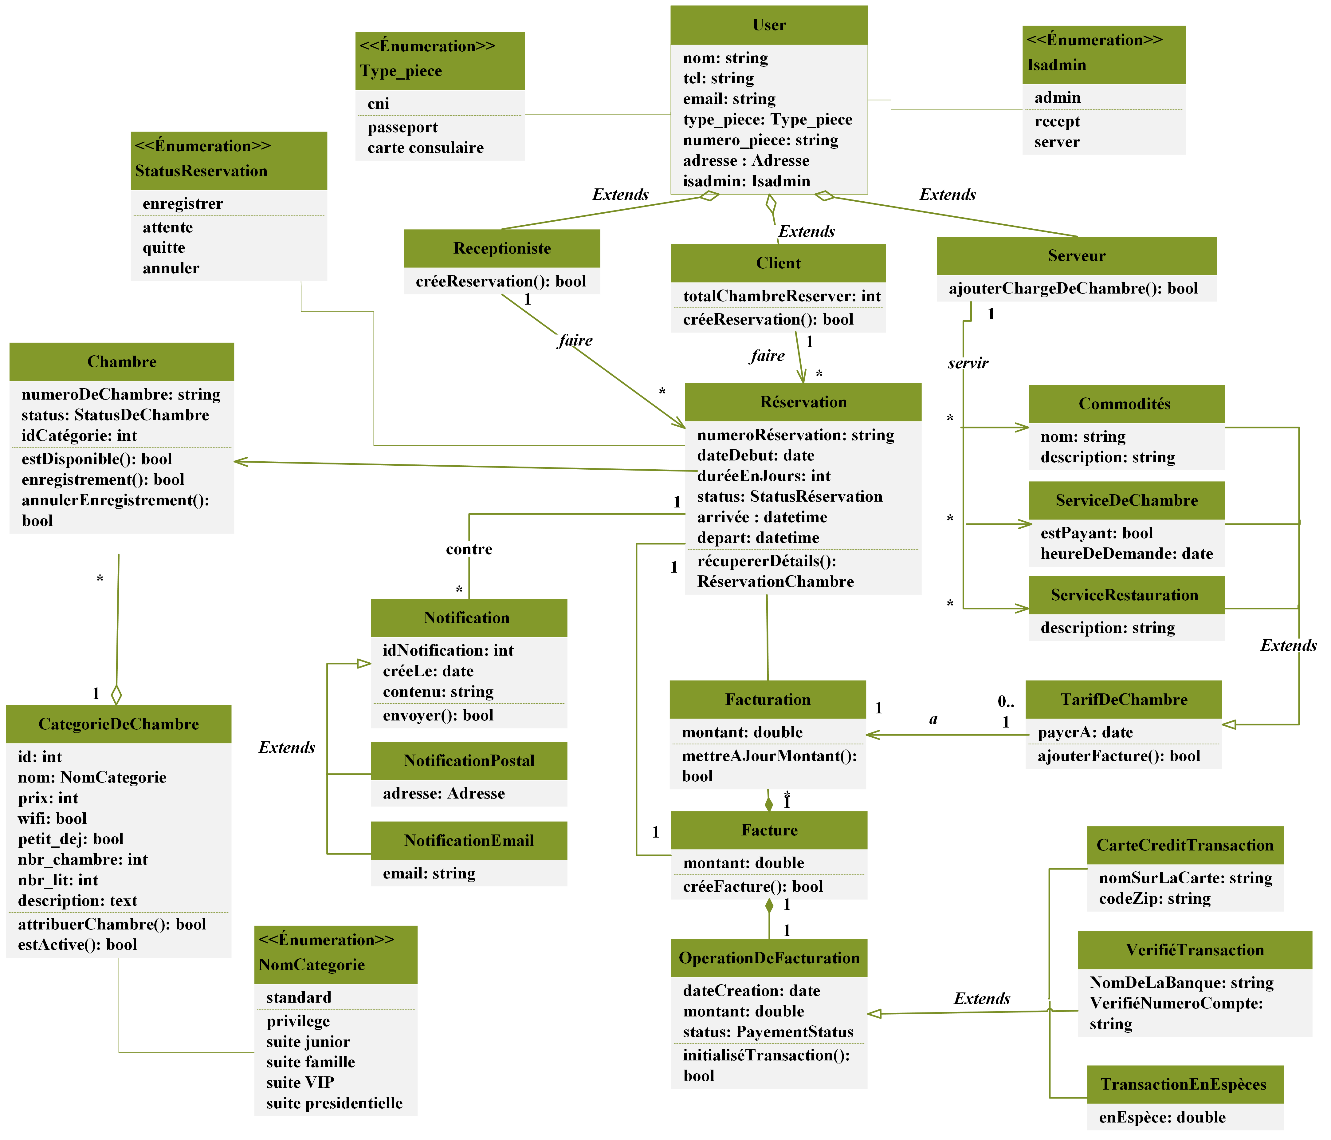 User
nom: string
tel: string
email: string
type_piece: Type_piece
numero_piece: string
adresse : Adresse
isadmin: Isadmin
<<Énumeration>>
Type_piece
cni
passeport
carte consulaire
<<Énumeration>>
Isadmin
admin
recept
server
<<Énumeration>>
StatusReservation
enregistrer
attente
quitte
annuler
Extends
Extends
Extends
Receptioniste
créeReservation(): bool
Client
totalChambreReserver: int
créeReservation(): bool
Serveur
ajouterChargeDeChambre(): bool
1
faire
*
1
faire
*
1
servir
*
*
*
Chambre
numeroDeChambre: string
status: StatusDeChambre
idCatégorie: int
estDisponible(): bool
enregistrement(): bool
annulerEnregistrement():
bool
Réservation
numeroRéservation: string
dateDebut: date
duréeEnJours: int
status: StatusRéservation
arrivée : datetime
depart: datetime
récupererDétails():
RéservationChambre
Commodités
nom: string
description: string
ServiceDeChambre
estPayant: bool
heureDeDemande: date
ServiceRestauration
description: string
Extends
1
contre
*
1
1
*
1
Notification
idNotification: int
créeLe: date
contenu: string
envoyer(): bool
Extends
NotificationPostal
adresse: Adresse
NotificationEmail
email: string
Facturation
montant: double
mettreAJourMontant():
bool
1
a
0..
1
TarifDeChambre
payerA: date
ajouterFacture(): bool
*
1
Facture
montant: double
créeFacture(): bool
1
1
OperationDeFacturation
dateCreation: date
montant: double
status: PayementStatus
initialiséTransaction():
bool
Extends
CarteCreditTransaction
nomSurLaCarte: string
codeZip: string
VerifiéTransaction
NomDeLaBanque: string
VerifiéNumeroCompte:
string
TransactionEnEspèces
enEspèce: double
CategorieDeChambre
id: int
nom: NomCategorie
prix: int
wifi: bool
petit_dej: bool
nbr_chambre: int
nbr_lit: int
description: text
attribuerChambre(): bool
estActive(): bool
<<Énumeration>>
NomCategorie
standard
privilege
suite junior
suite famille
suite VIP
suite presidentielle